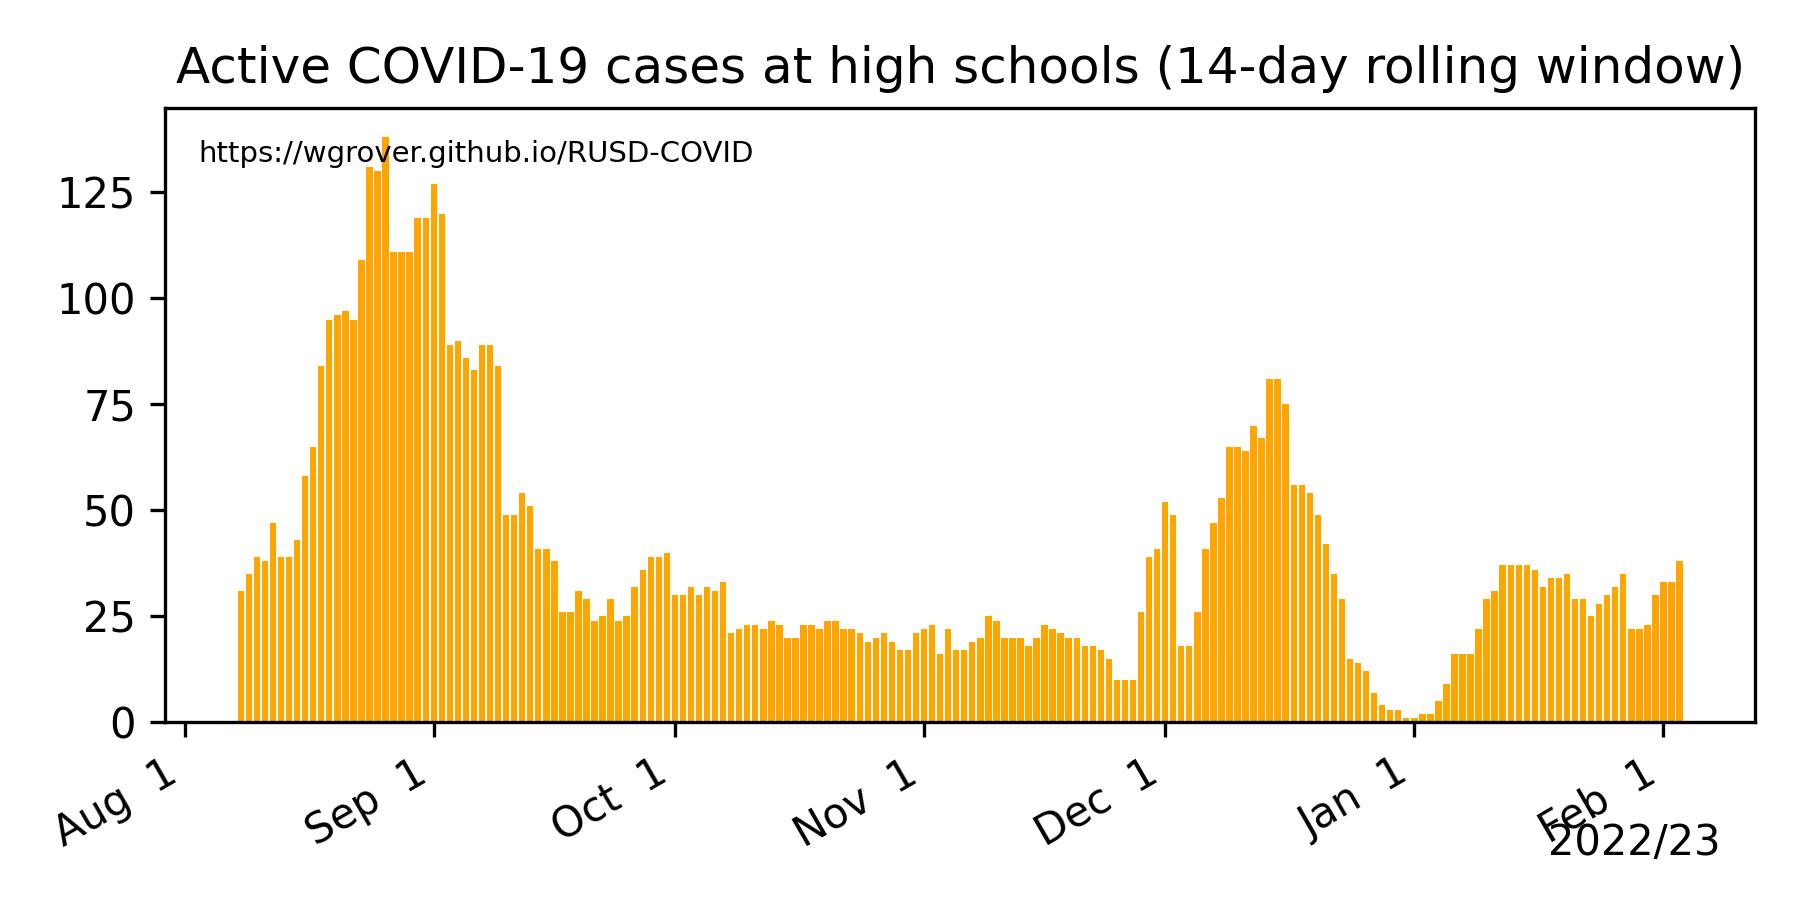 Active COVID-19 cases at high schools (14-day rolling window)
https://wgrover.github.io/RUSD-COVID
125
100
75
50
25
0
Aug 1
Sep 1
Oct 1
Nov 1
Dec 1
Jan 1
Feb 1
2022/23